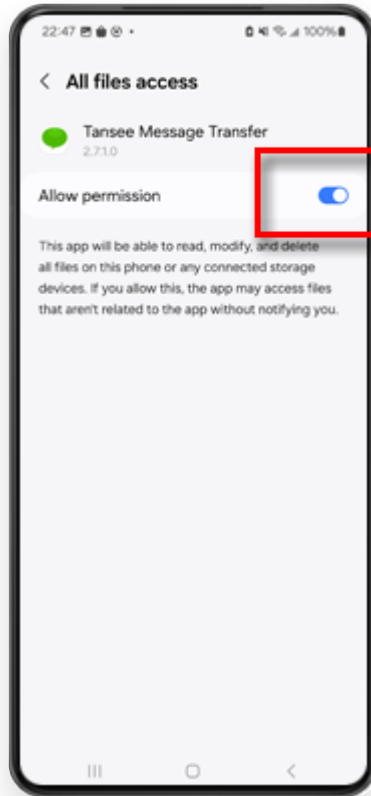 22:47
100%
All files access
Tansee Message Transfer
2.7.1.0
Allow permission
This app will be able to read, modify, and delete
all files on this phone or any connected storage
devices. If you allow this, the app may access files
that aren't related to the app without notifying you.